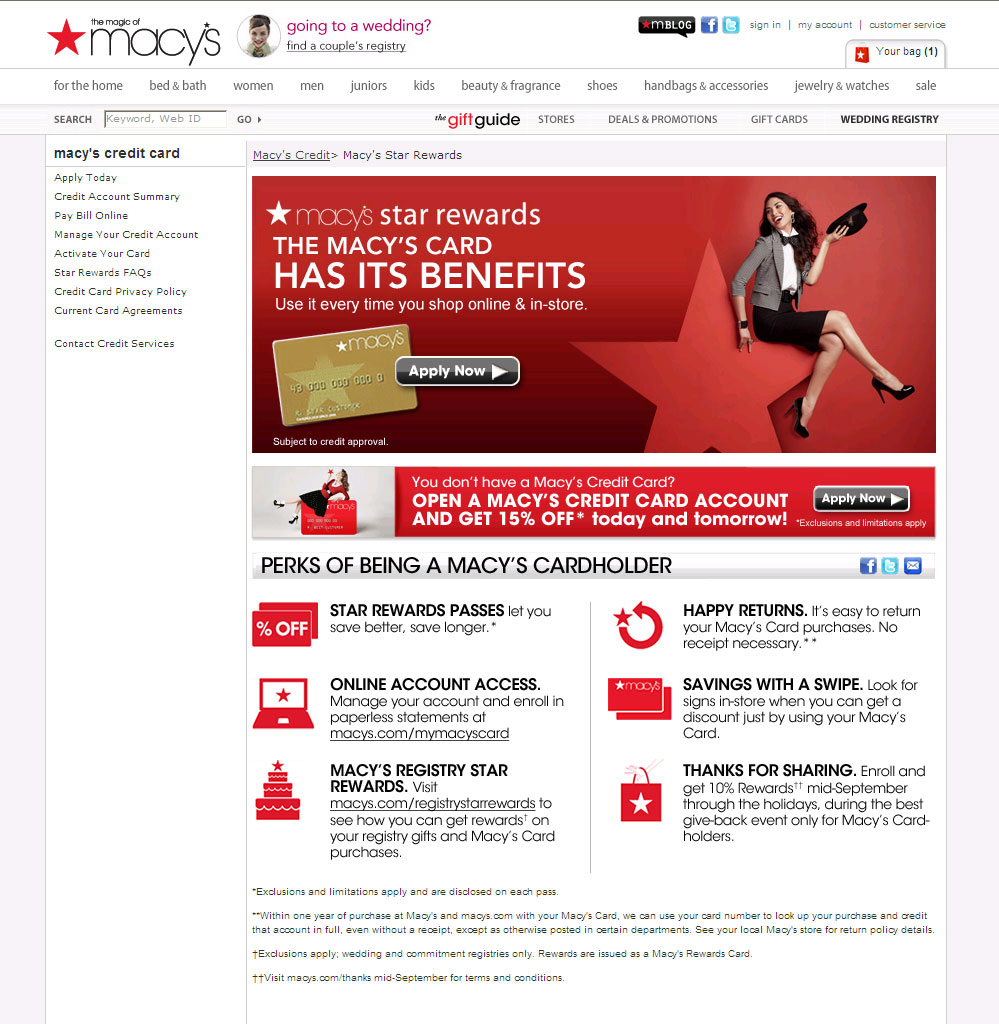 the magic of
macy's
going to a wedding?
find a couple's registry
mBLOG
sign in | my account | customer service
Your bag (1)
for the home bed & bath women men juniors kids beauty & fragrance shoes handbags & accessories jewelry & watches sale
SEARCH Keyword, Web ID GO the giftguide STORES DEALS & PROMOTIONS GIFT CARDS WEDDING REGISTRY
macy's credit card
Apply Today
Credit Account Summary
Pay Bill Online
Manage Your Credit Account
Activate Your Card
Star Rewards FAQs
Credit Card Privacy Policy
Current Card Agreements
Contact Credit Services
Macy's Credit> Macy's Star Rewards
macy's star rewards
THE MACY'S CARD
HAS ITS BENEFITS
Use it every time you shop online & in-store.
macy's
43 000 000 000 0
Apply Now
Subject to credit approval.
macy's
You don't have a Macy's Credit Card?
OPEN A MACY'S CREDIT CARD ACCOUNT
AND GET 15% OFF* today and tomorrow!
Apply Now
*Exclusions and limitations apply
PERKS OF BEING A MACY'S CARDHOLDER
% OFF
STAR REWARDS PASSES let you
save better, save longer.*
ONLINE ACCOUNT ACCESS.
Manage your account and enroll in
paperless statements at
macys.com/mymacyscard
MACY'S REGISTRY STAR
REWARDS. Visit
macys.com/registrystarrewards to
see how you can get rewards† on
your registry gifts and Macy's Card
purchases.
HAPPY RETURNS. It's easy to return
your Macy's Card purchases. No
receipt necessary.**
macy's
SAVINGS WITH A SWIPE. Look for
signs in-store when you can get a
discount just by using your Macy's
Card.
THANKS FOR SHARING. Enroll and
get 10% Rewards†† mid-September
through the holidays, during the best
give-back event only for Macy's Card-
holders.
*Exclusions and limitations apply and are disclosed on each pass.
**Within one year of purchase at Macy's and macys.com with your Macy's Card, we can use your card number to look up your purchase and credit
that account in full, even without a receipt, except as otherwise posted in certain departments. See your local Macy's store for return policy details.
†Exclusions apply; wedding and commitment registries only. Rewards are issued as a Macy's Rewards Card.
††Visit macys.com/thanks mid-September for terms and conditions.